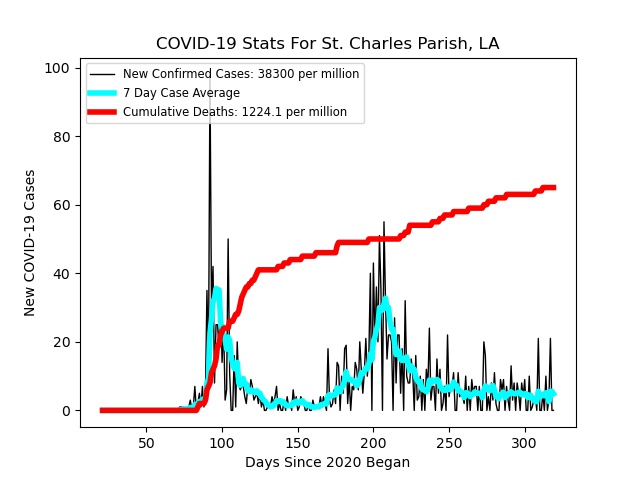 COVID-19 Stats For St. Charles Parish, LA
New Confirmed Cases: 38300 per million
7 Day Case Average
Cumulative Deaths: 1224.1 per million
New COVID-19 Cases
100
80
60
40
20
0
50 100 150 200 250 300
Days Since 2020 Began